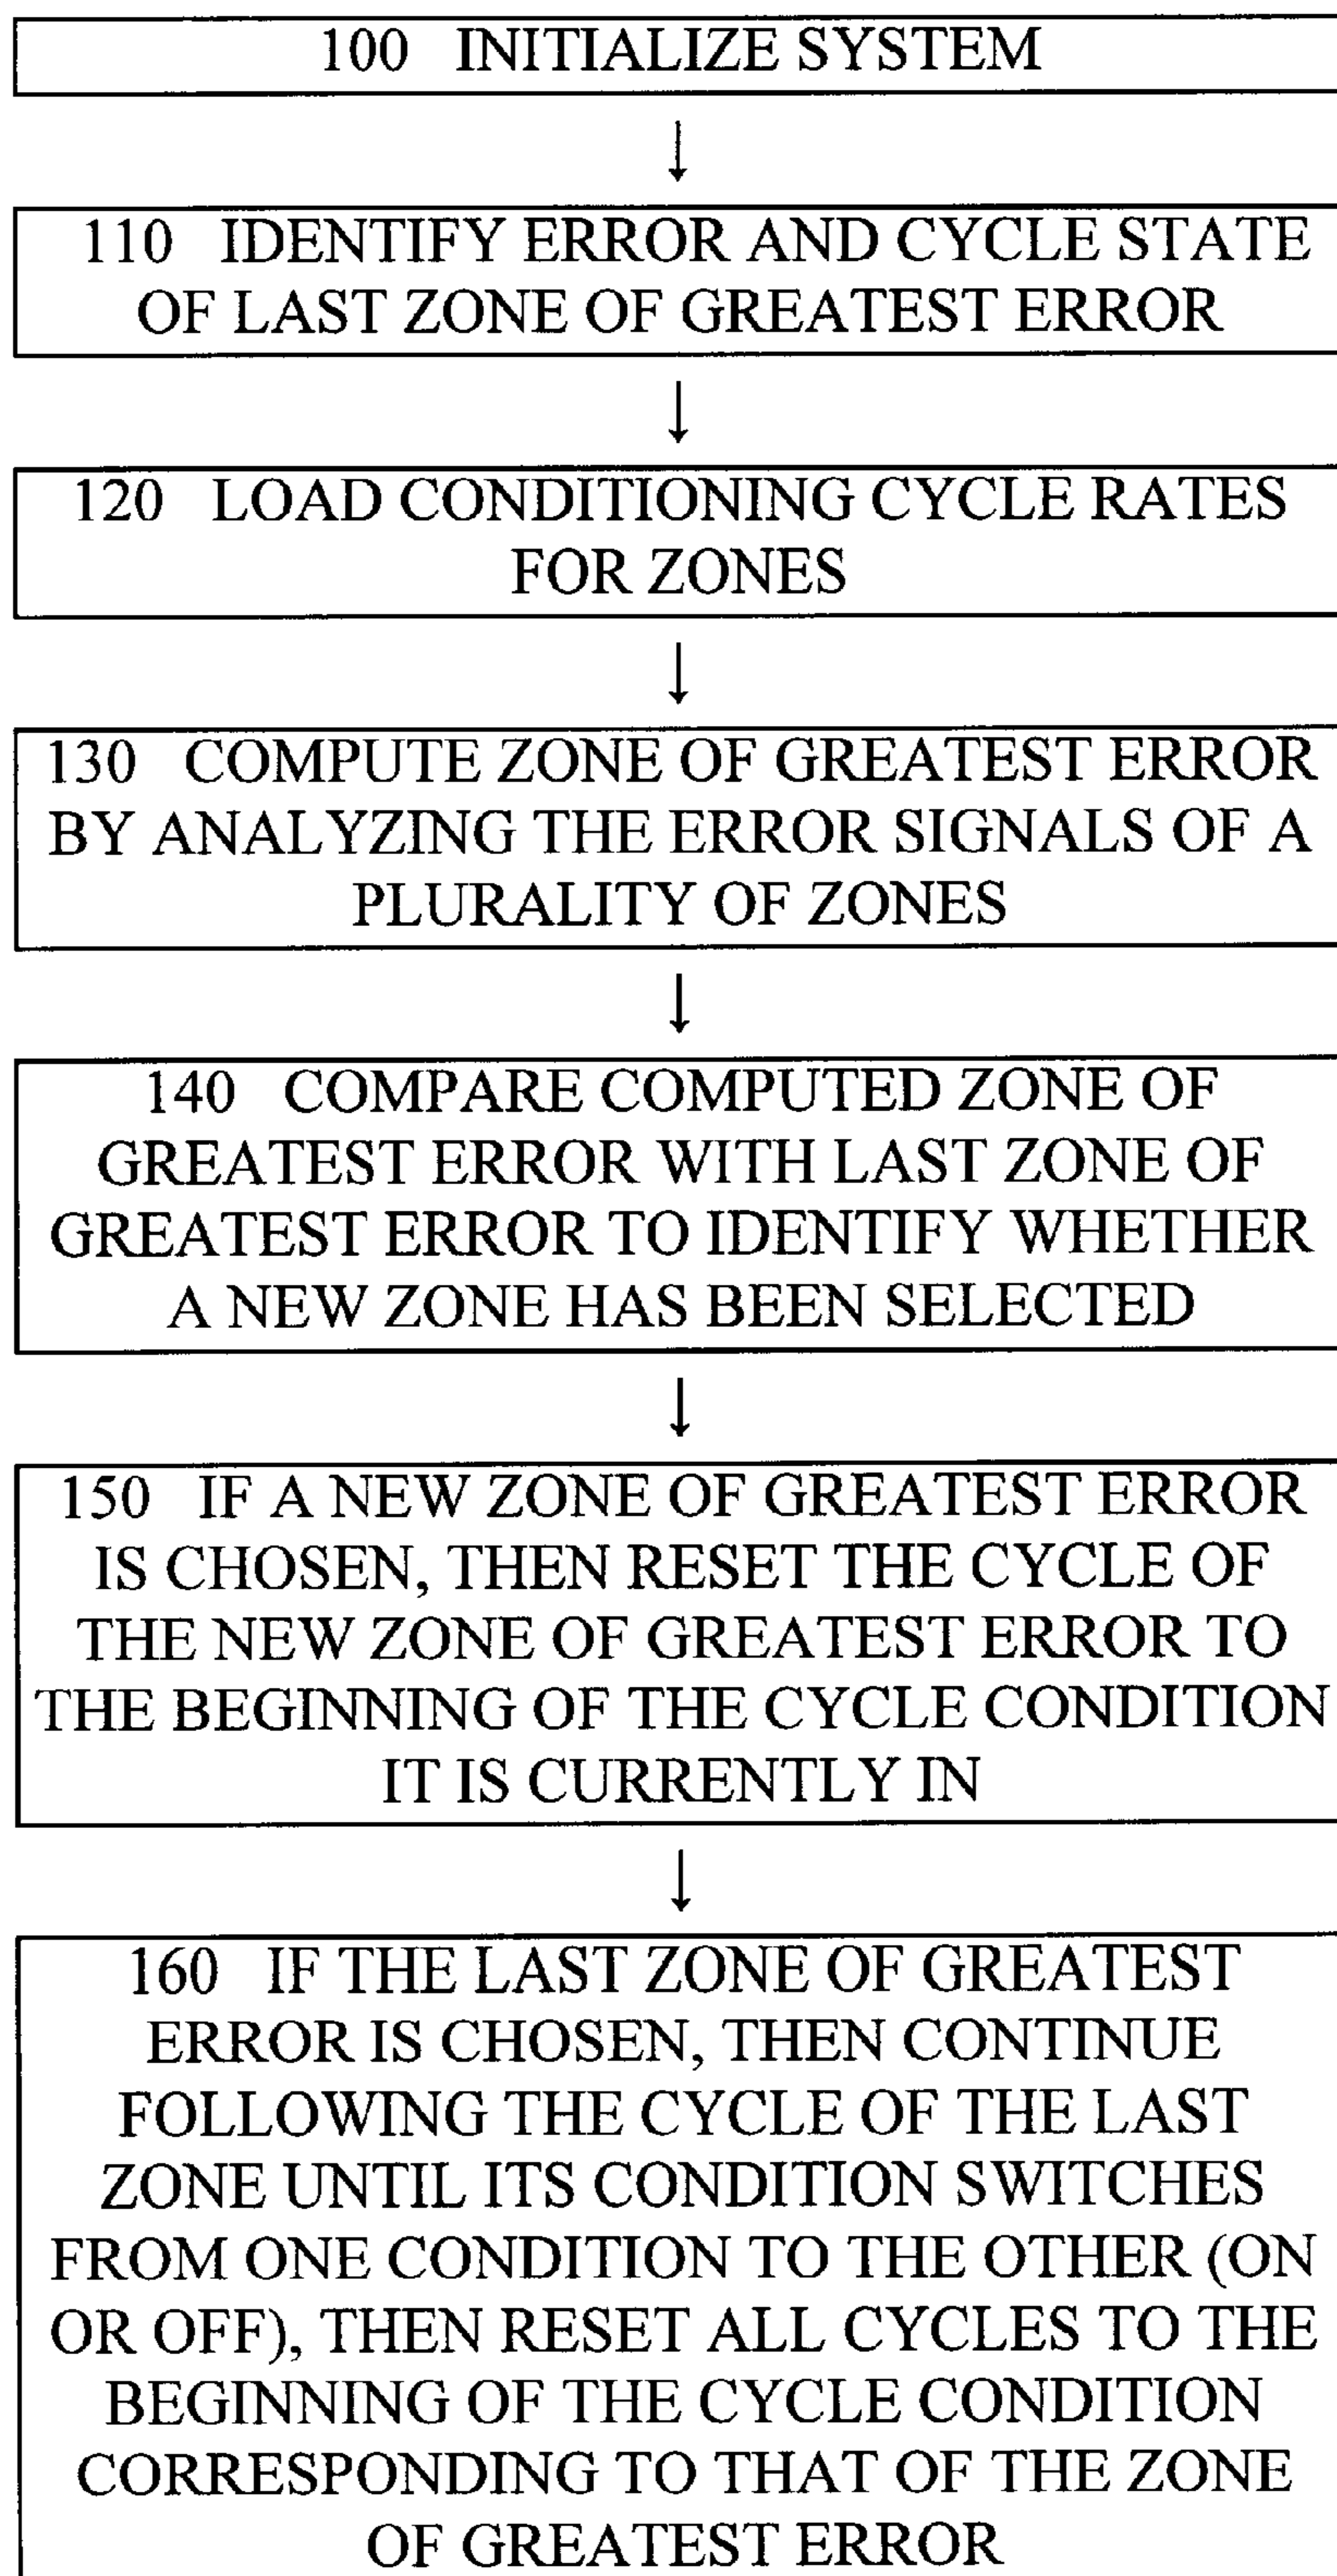 100 INITIALIZE SYSTEM
↓
110 IDENTIFY ERROR AND CYCLE STATE
OF LAST ZONE OF GREATEST ERROR
↓
120 LOAD CONDITIONING CYCLE RATES
FOR ZONES
↓
130 COMPUTE ZONE OF GREATEST ERROR
BY ANALYZING THE ERROR SIGNALS OF A
PLURALITY OF ZONES
↓
140 COMPARE COMPUTED ZONE OF
GREATEST ERROR WITH LAST ZONE OF
GREATEST ERROR TO IDENTIFY WHETHER
A NEW ZONE HAS BEEN SELECTED
↓
150 IF A NEW ZONE OF GREATEST ERROR
IS CHOSEN, THEN RESET THE CYCLE OF
THE NEW ZONE OF GREATEST ERROR TO
THE BEGINNING OF THE CYCLE CONDITION
IT IS CURRENTLY IN
↓
160 IF THE LAST ZONE OF GREATEST
ERROR IS CHOSEN, THEN CONTINUE
FOLLOWING THE CYCLE OF THE LAST
ZONE UNTIL ITS CONDITION SWITCHES
FROM ONE CONDITION TO THE OTHER (ON
OR OFF), THEN RESET ALL CYCLES TO THE
BEGINNING OF THE CYCLE CONDITION
CORRESPONDING TO THAT OF THE ZONE
OF GREATEST ERROR